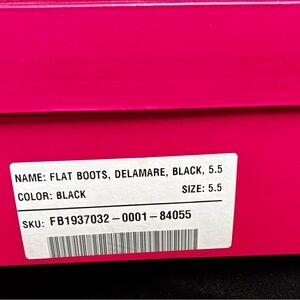 NAME: FLAT BOOTS, DELAMARE, BLACK, 5.5
COLOR: BLACK SIZE: 5.5
SKU: FB1937032-0001-84055